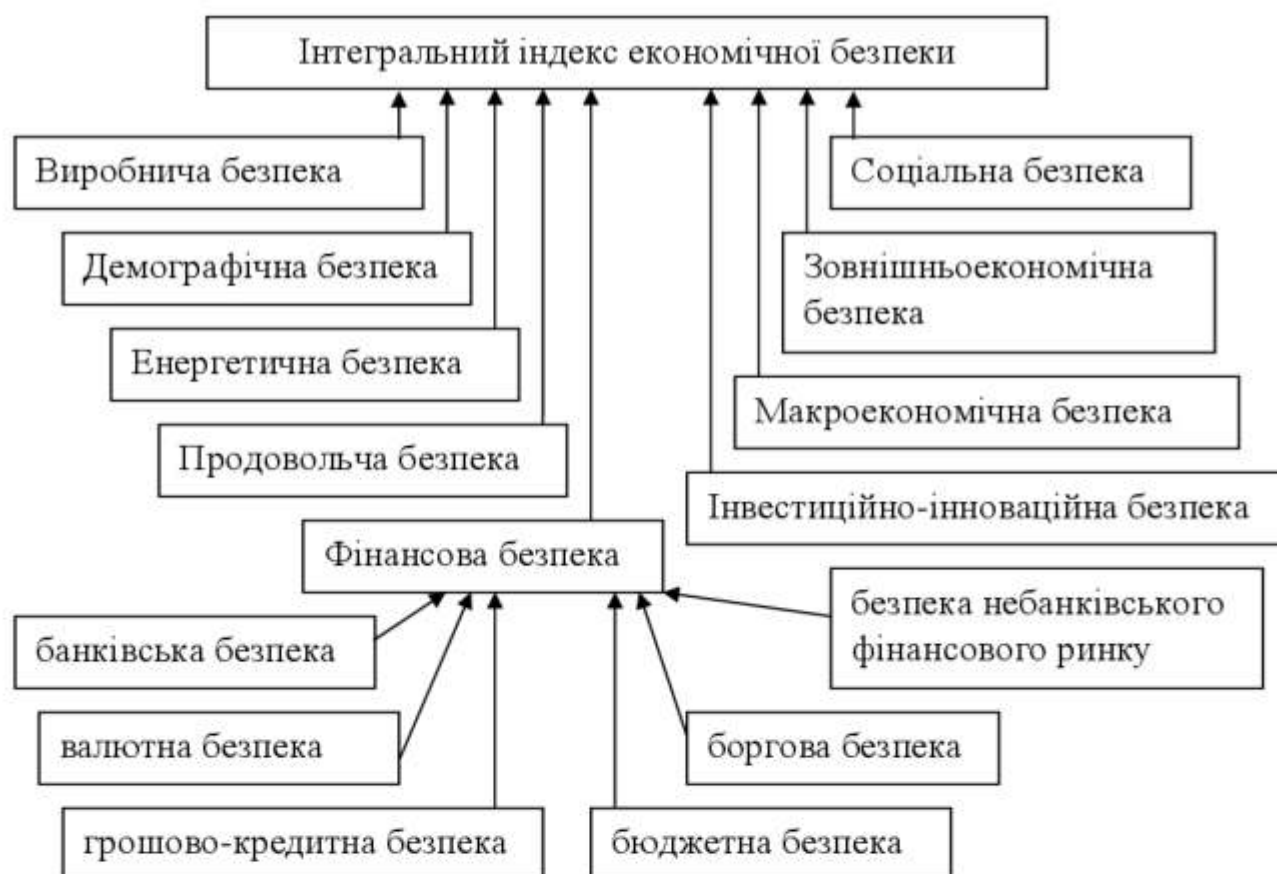 Інтегральний індекс економічної безпеки
Виробнича безпека
Соціальна безпека
Демографічна безпека
Зовнішньоекономічна
безпека
Енергетична безпека
Макроекономічна безпека
Продовольча безпека
Інвестиційно-інноваційна безпека
Фінансова безпека
безпека небанківського
фінансового ринку
банківська безпека
валютна безпека
боргова безпека
грошово-кредитна безпека
бюджетна безпека